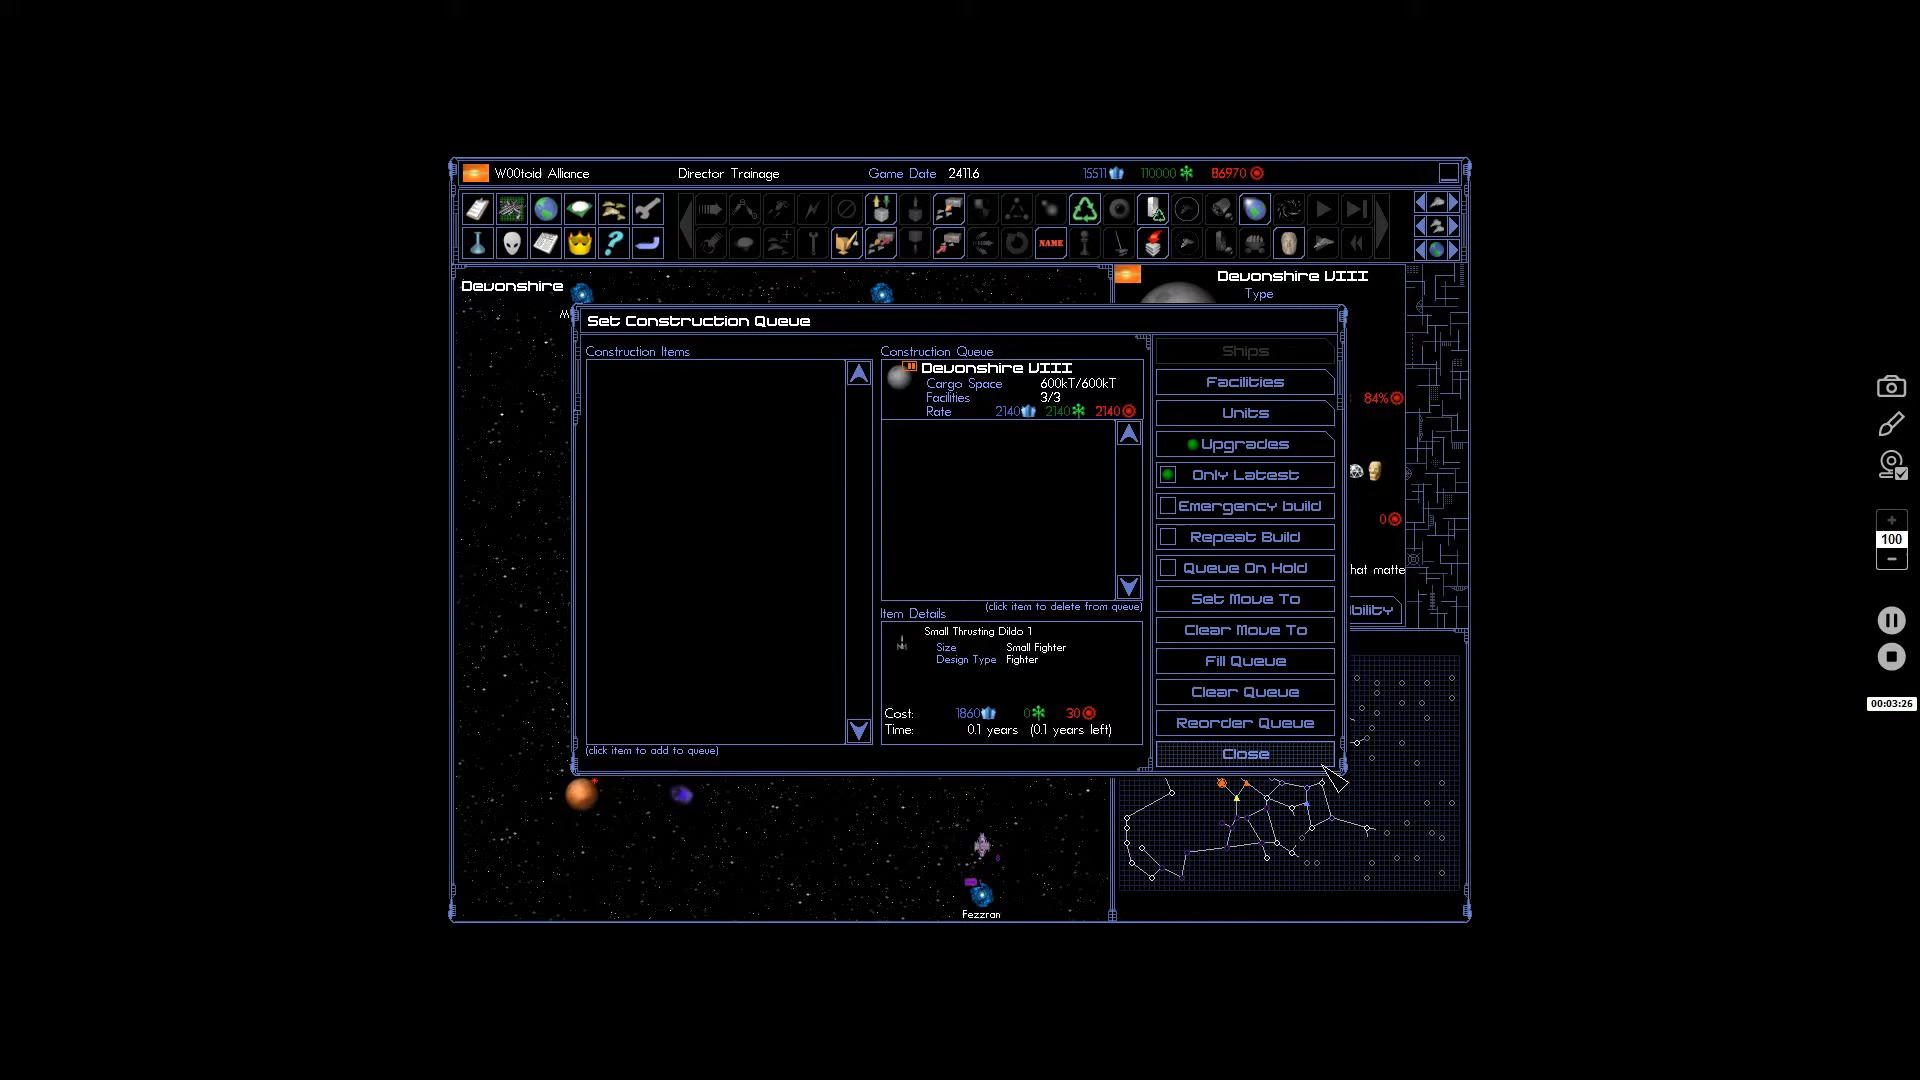 W00toid Alliance Director Trainage Game Date 2411.6 15511 110000 86970
NAME
Devonshire
Devonshire VIII
Type
Set Construction Queue
Construction Items
Construction Queue
Devonshire VIII
Cargo Space 600kT/600kT
Facilities 3/3
Rate 2140 2140 2140
(click item to delete from queue)
Item Details
Small Thrusting Dildo 1
Size Small Fighter
Design Type Fighter
Cost: 1860 0 30
Time: 0.1 years (0.1 years left)
(click item to add to queue)
Ships
Facilities
Units
Upgrades
Only Latest
Emergency build
Repeat Build
Queue On Hold
Set Move To
Clear Move To
Fill Queue
Clear Queue
Reorder Queue
Close
84%
0
hat matte
bility
Fezzran
100
00:03:26